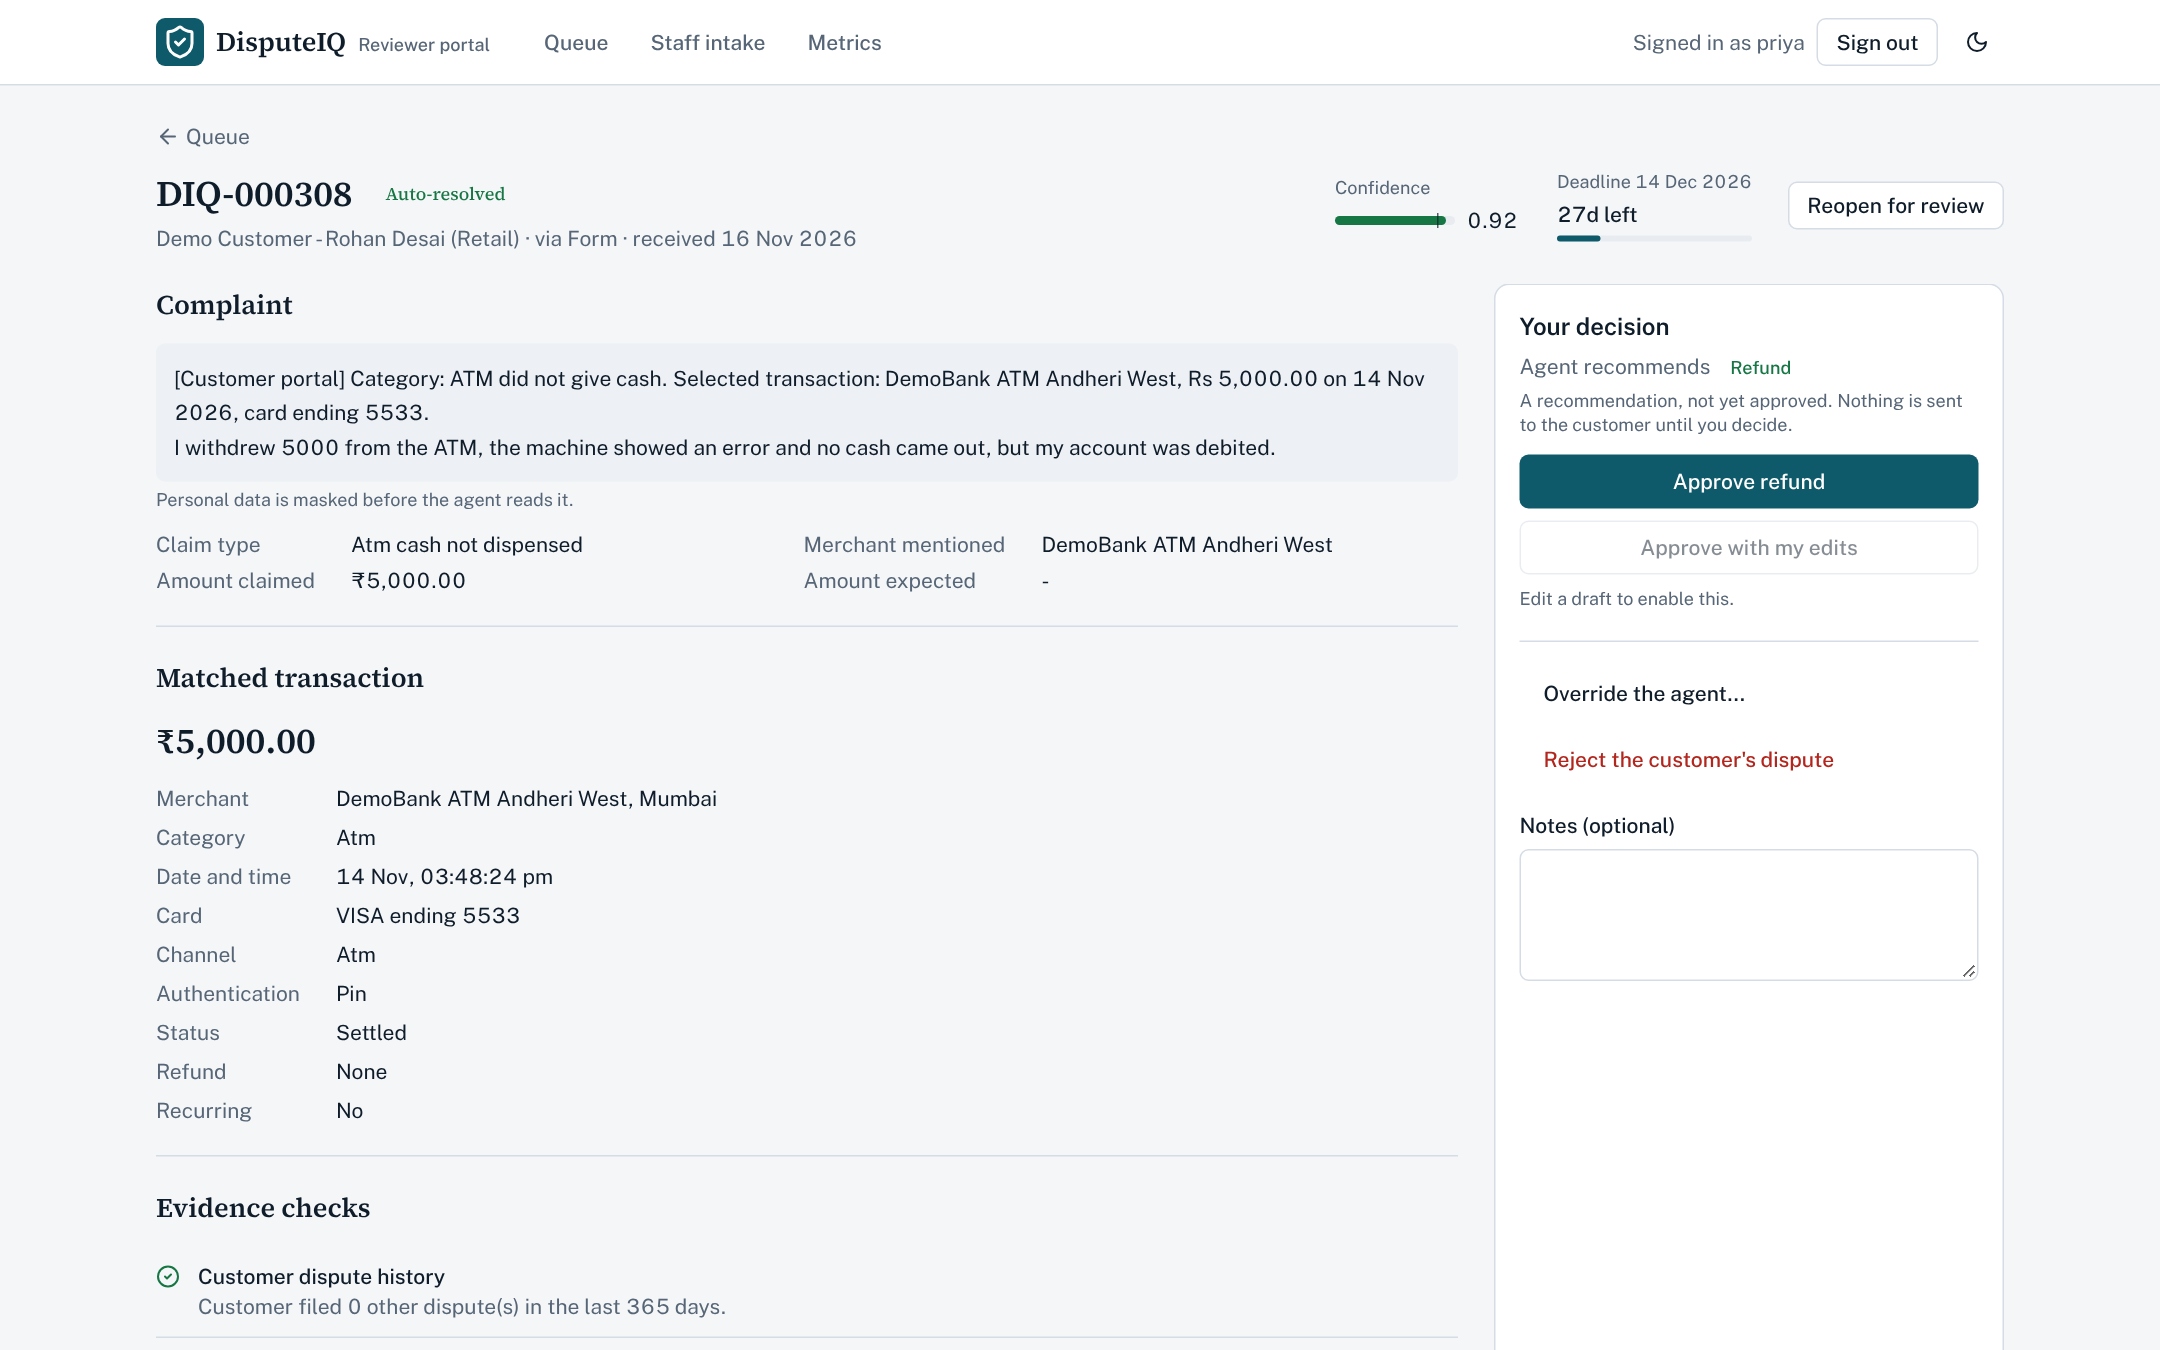 DisputeIQ Reviewer portal Queue Staff intake Metrics Signed in as priya Sign out
Queue
DIQ-000308 Auto-resolved
Demo Customer - Rohan Desai (Retail) · via Form · received 16 Nov 2026
Confidence
0.92
Deadline 14 Dec 2026
27d left
Reopen for review
Complaint
[Customer portal] Category: ATM did not give cash. Selected transaction: DemoBank ATM Andheri West, Rs 5,000.00 on 14 Nov
2026, card ending 5533.
I withdrew 5000 from the ATM, the machine showed an error and no cash came out, but my account was debited.
Personal data is masked before the agent reads it.
Claim type Atm cash not dispensed Merchant mentioned DemoBank ATM Andheri West
Amount claimed ₹5,000.00 Amount expected -
Matched transaction
₹5,000.00
Merchant DemoBank ATM Andheri West, Mumbai
Category Atm
Date and time 14 Nov, 03:48:24 pm
Card VISA ending 5533
Channel Atm
Authentication Pin
Status Settled
Refund None
Recurring No
Evidence checks
Customer dispute history
Customer filed 0 other dispute(s) in the last 365 days.
Your decision
Agent recommends Refund
A recommendation, not yet approved. Nothing is sent
to the customer until you decide.
Approve refund
Approve with my edits
Edit a draft to enable this.
Override the agent...
Reject the customer's dispute
Notes (optional)